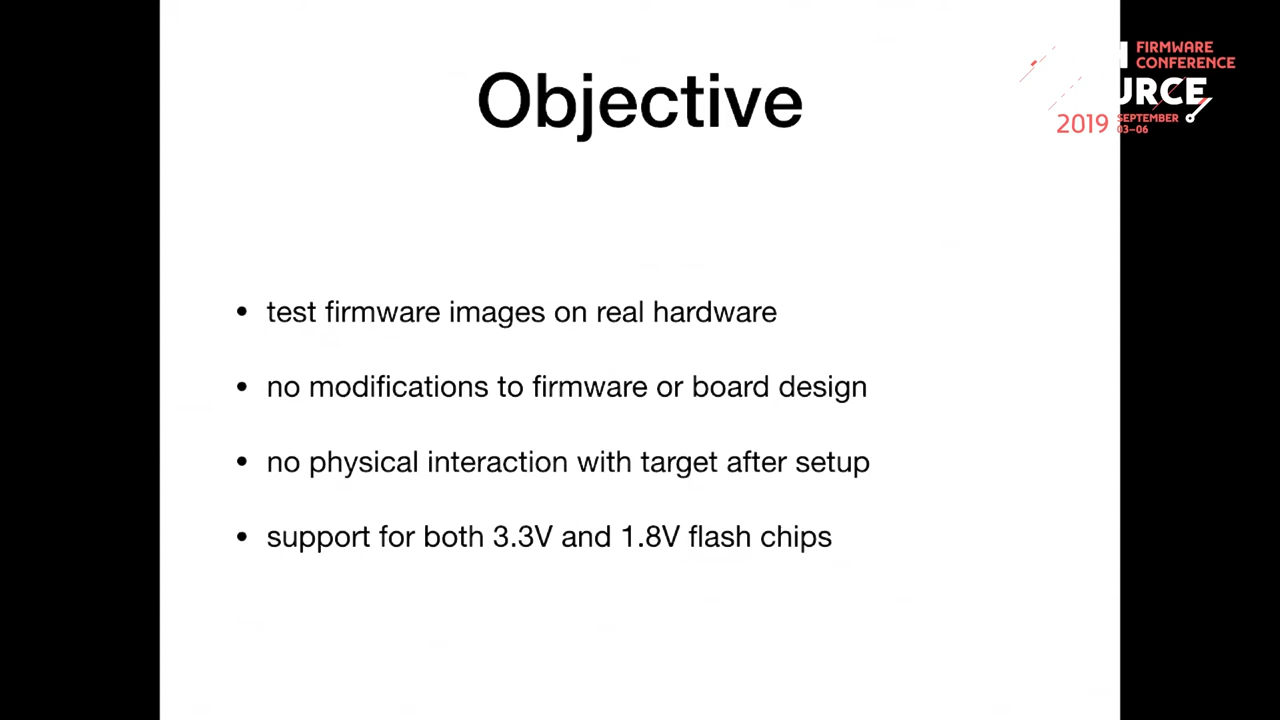 Objective
FIRMWARE
CONFERENCE
URCE
2019
SEPTEMBER
03–06
• test firmware images on real hardware
• no modifications to firmware or board design
• no physical interaction with target after setup
• support for both 3.3V and 1.8V flash chips